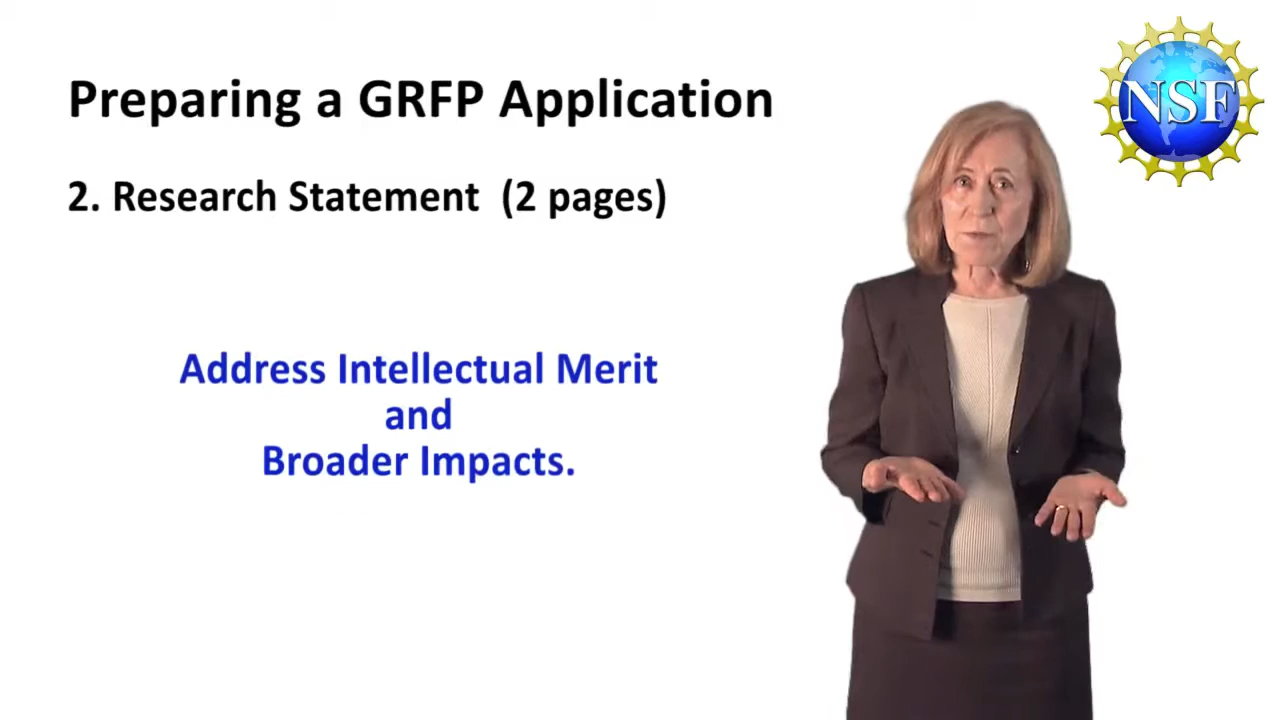 Preparing a GRFP Application
NSF
2. Research Statement (2 pages)
Address Intellectual Merit
and
Broader Impacts.